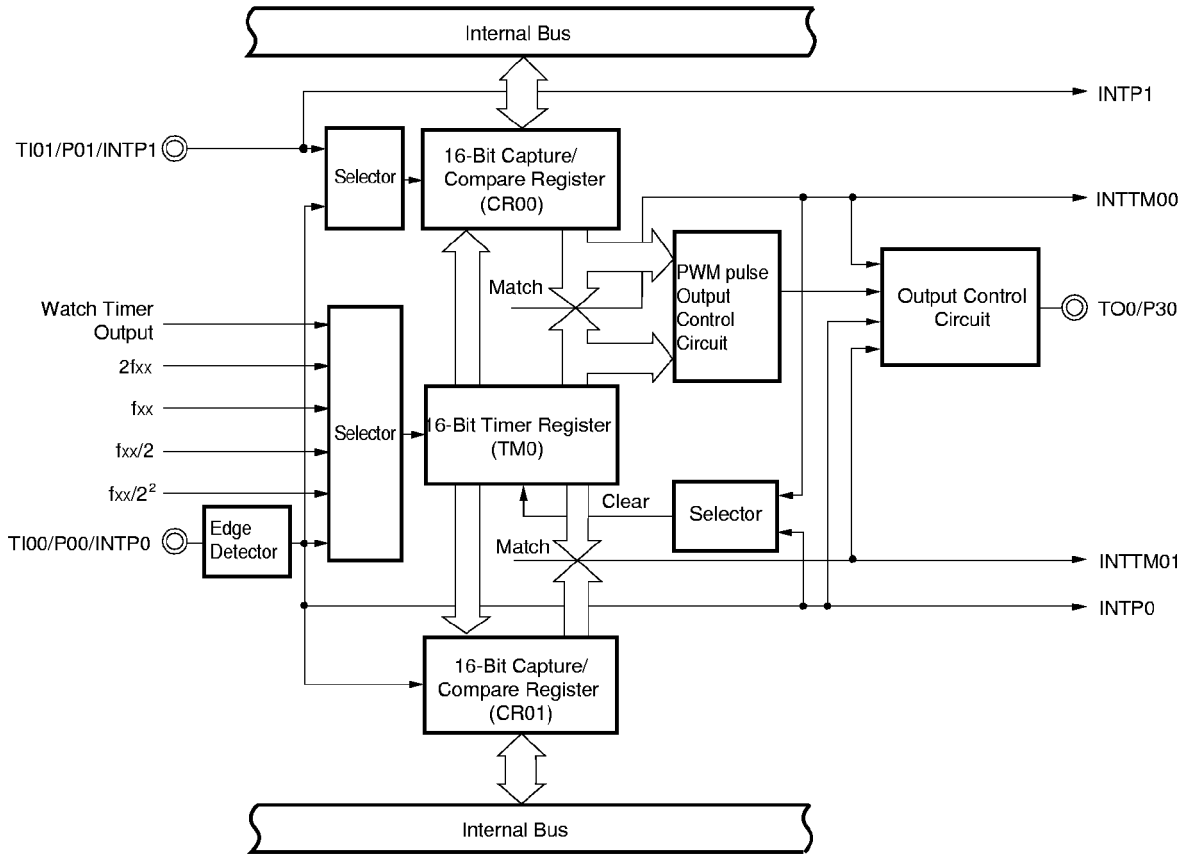 Internal Bus
INTP1
TI01/P01/INTP1
Selector
16-Bit Capture/
Compare Register
(CR00)
INTTM00
Match
PWM pulse
Output
Control
Circuit
Output Control
Circuit
TO0/P30
Watch Timer
Output
2fxx
fxx
fxx/2
fxx/2²
Selector
16-Bit Timer Register
(TM0)
Clear
Selector
TI00/P00/INTP0
Edge
Detector
Match
INTTM01
INTP0
16-Bit Capture/
Compare Register
(CR01)
Internal Bus